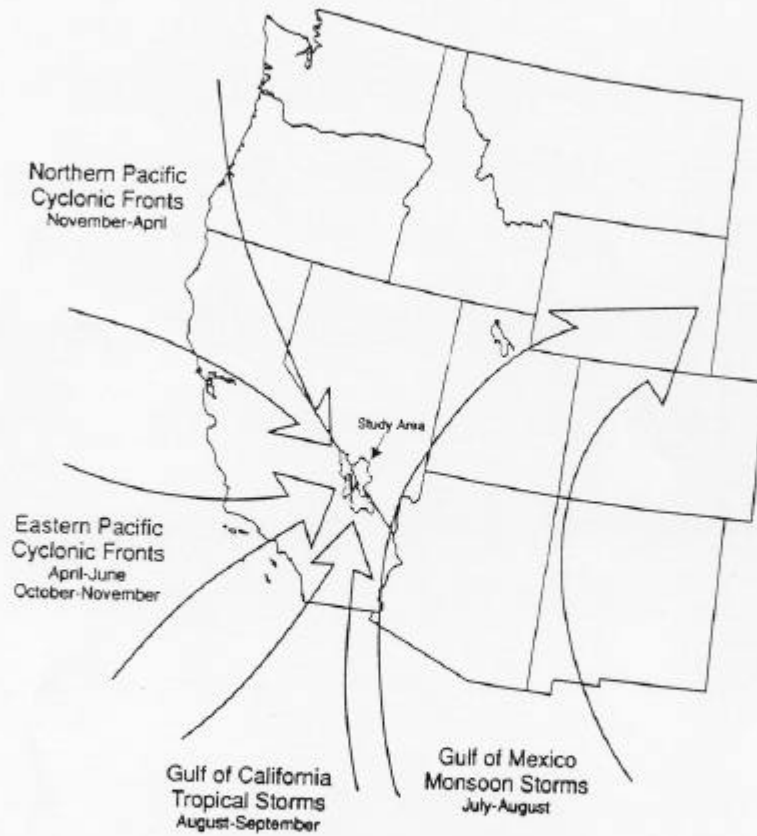 Northern Pacific
Cyclonic Fronts
November-April
Study Area
Eastern Pacific
Cyclonic Fronts
April-June
October-November
Gulf of California
Tropical Storms
August-September
Gulf of Mexico
Monsoon Storms
July-August